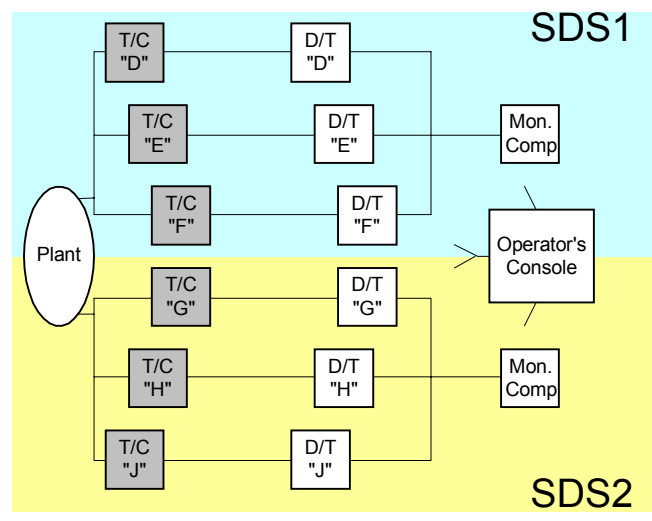 SDS1
T/C
"D"
D/T
"D"
T/C
"E"
D/T
"E"
Mon.
Comp
T/C
"F"
D/T
"F"
Plant
Operator's
Console
T/C
"G"
D/T
"G"
T/C
"H"
D/T
"H"
Mon.
Comp
T/C
"J"
D/T
"J"
SDS2